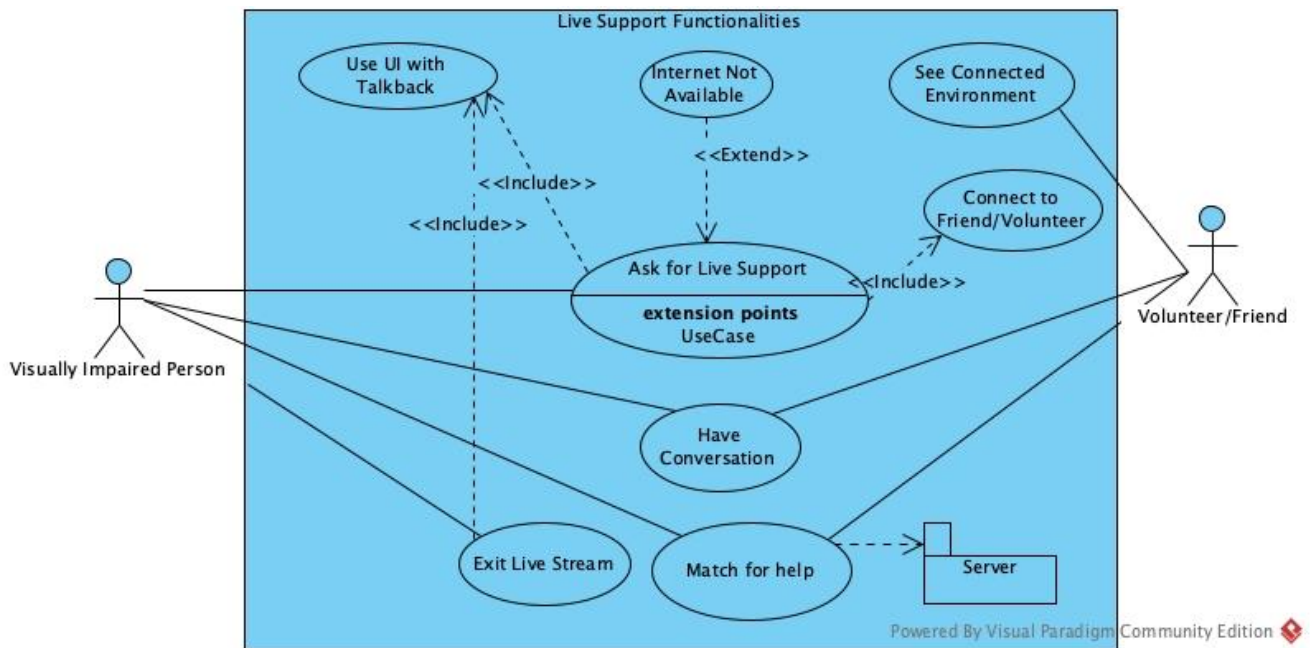 Live Support Functionalities
Use UI with
Talkback
Internet Not
Available
See Connected
Environment
<<Extend>>
<<Include>>
<<Include>>
Connect to
Friend/Volunteer
Ask for Live Support
<<Include>>
extension points
UseCase
Visually Impaired Person
Volunteer/Friend
Have
Conversation
Exit Live Stream
Match for help
Server
Powered By Visual Paradigm Community Edition